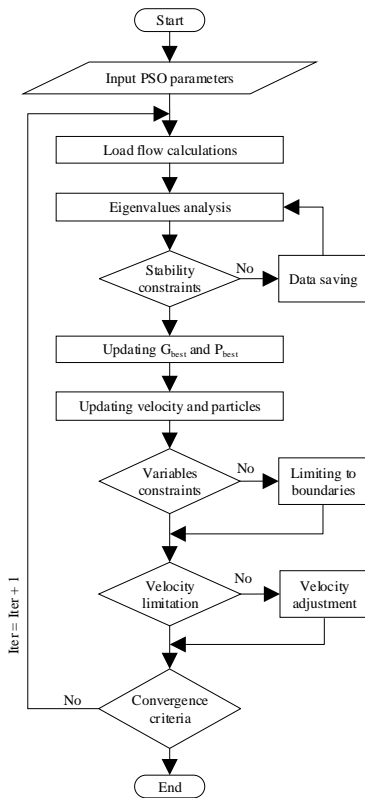 Start
Input PSO parameters
Load flow calculations
Eigenvalues analysis
Stability
constraints
No
Data saving
Updating Gbest and Pbest
Updating velocity and particles
Variables
constraints
No
Limiting to
boundaries
Velocity
limitation
No
Velocity
adjustment
Iter = Iter + 1
No
Convergence
criteria
End